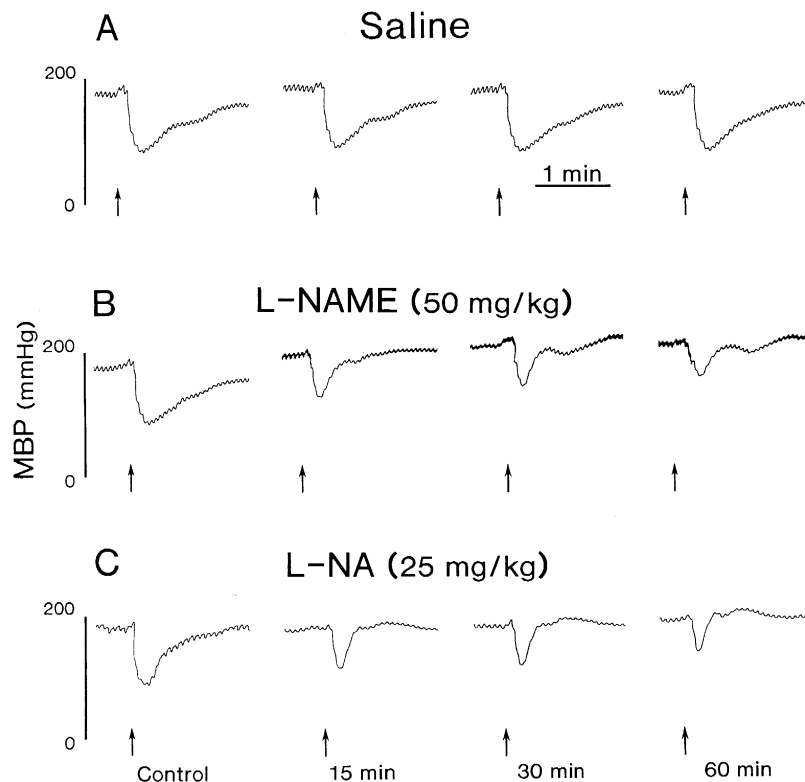 A Saline
200
0
1 min
B L-NAME (50 mg/kg)
200
0
MBP (mmHg)
C L-NA (25 mg/kg)
200
0
Control 15 min 30 min 60 min